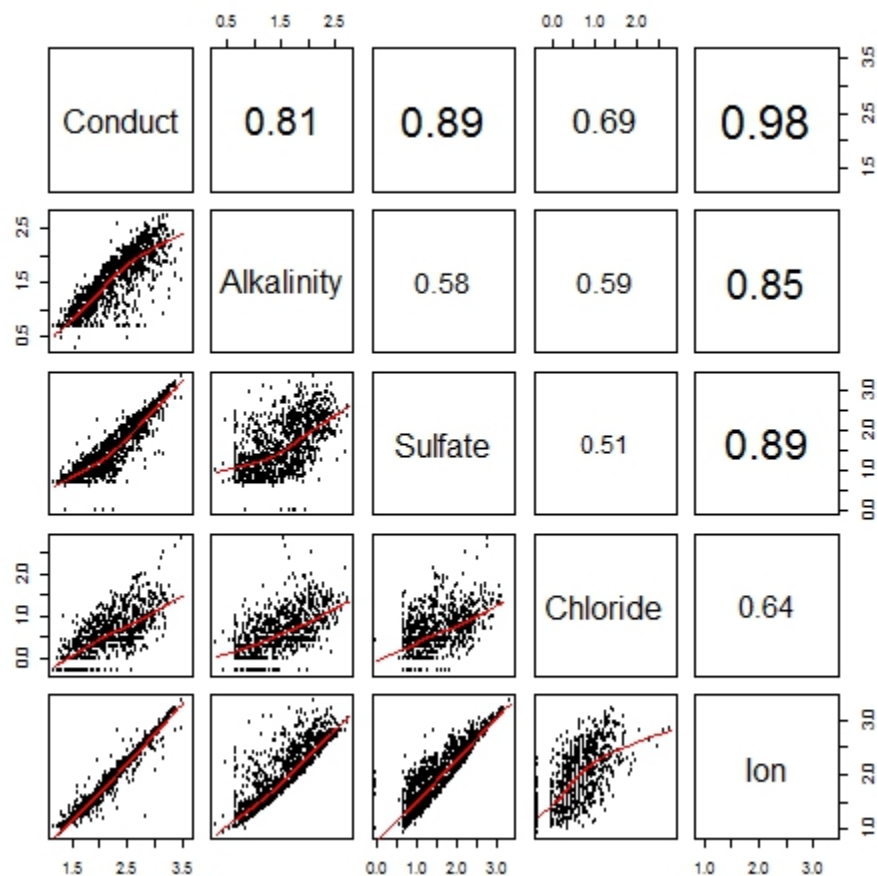 0.5 1.5 2.5 0.0 1.0 2.0
Conduct 0.81 0.89 0.69 0.98 1.5 2.5 3.5
0.5 1.5 2.5 Alkalinity 0.58 0.59 0.85
Sulfate 0.51 0.89 0.0 1.0 2.0 3.0
0.0 1.0 2.0 Chloride 0.64
Ion 1.0 2.0 3.0
1.5 2.5 3.5 0.0 1.0 2.0 3.0 1.0 2.0 3.0